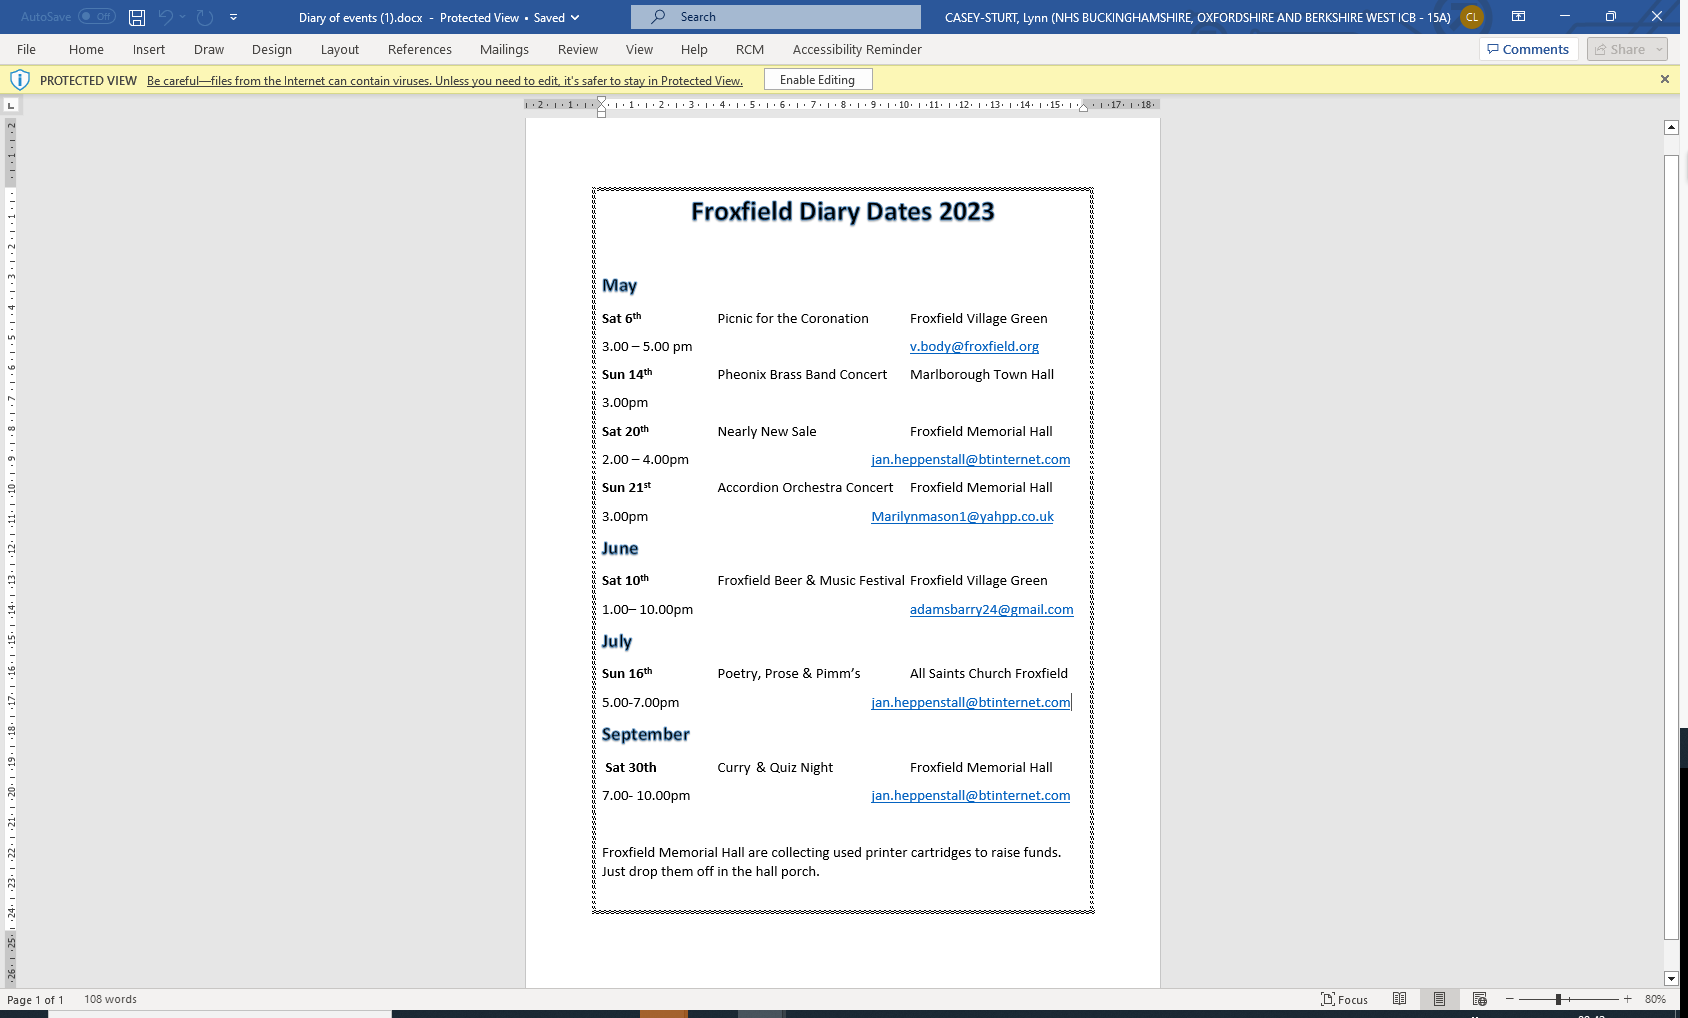 AutoSave Off Diary of events (1).docx - Protected View • Saved Search CASEY-STURT, Lynn (NHS BUCKINGHAMSHIRE, OXFORDSHIRE AND BERKSHIRE WEST ICB - 15A) CL
File Home Insert Draw Design Layout References Mailings Review View Help RCM Accessibility Reminder Comments Share
PROTECTED VIEW Be careful—files from the Internet can contain viruses. Unless you need to edit, it's safer to stay in Protected View. Enable Editing
Froxfield Diary Dates 2023
May
Sat 6th Picnic for the Coronation Froxfield Village Green
3.00 – 5.00 pm v.body@froxfield.org
Sun 14th Pheonix Brass Band Concert Marlborough Town Hall
3.00pm
Sat 20th Nearly New Sale Froxfield Memorial Hall
2.00 – 4.00pm jan.heppenstall@btinternet.com
Sun 21st Accordion Orchestra Concert Froxfield Memorial Hall
3.00pm Marilynmason1@yahpp.co.uk
June
Sat 10th Froxfield Beer & Music Festival Froxfield Village Green
1.00– 10.00pm adamsbarry24@gmail.com
July
Sun 16th Poetry, Prose & Pimm's All Saints Church Froxfield
5.00-7.00pm jan.heppenstall@btinternet.com
September
Sat 30th Curry & Quiz Night Froxfield Memorial Hall
7.00- 10.00pm jan.heppenstall@btinternet.com
Froxfield Memorial Hall are collecting used printer cartridges to raise funds.
Just drop them off in the hall porch.
Page 1 of 1 108 words Focus 80%